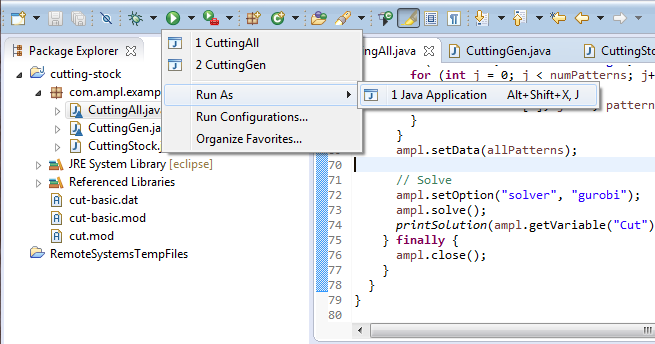 Package Explorer
cutting-stock
com.ampl.example
CuttingAll.java
CuttingGen.java
CuttingStock.j
JRE System Library [eclipse]
Referenced Libraries
cut-basic.dat
cut-basic.mod
cut.mod
RemoteSystemsTempFiles
1 CuttingAll
2 CuttingGen
Run As
Run Configurations...
Organize Favorites...
1 Java Application Alt+Shift+X, J
ngAll.java
CuttingGen.java
CuttingSto
for (int j = 0; j < numPatterns; j+
pattern
}
}
ampl.setData(allPatterns);
70
71 // Solve
72 ampl.setOption("solver", "gurobi");
73 ampl.solve();
74 printSolution(ampl.getVariable("Cut")
75 } finally {
76 ampl.close();
77 }
78 }
79 }
80